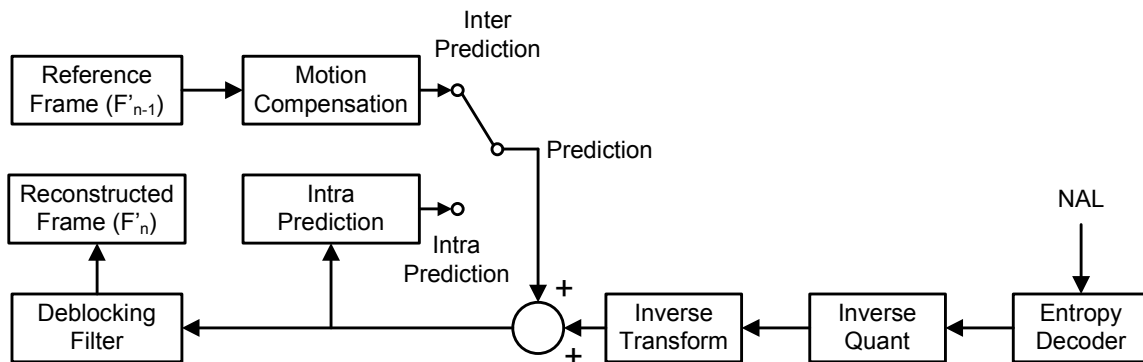 Inter
Prediction
Reference
Frame (F'n-1)
Motion
Compensation
Prediction
Reconstructed
Frame (F'n)
Intra
Prediction
Intra
Prediction
NAL
+
+
Deblocking
Filter
Inverse
Transform
Inverse
Quant
Entropy
Decoder